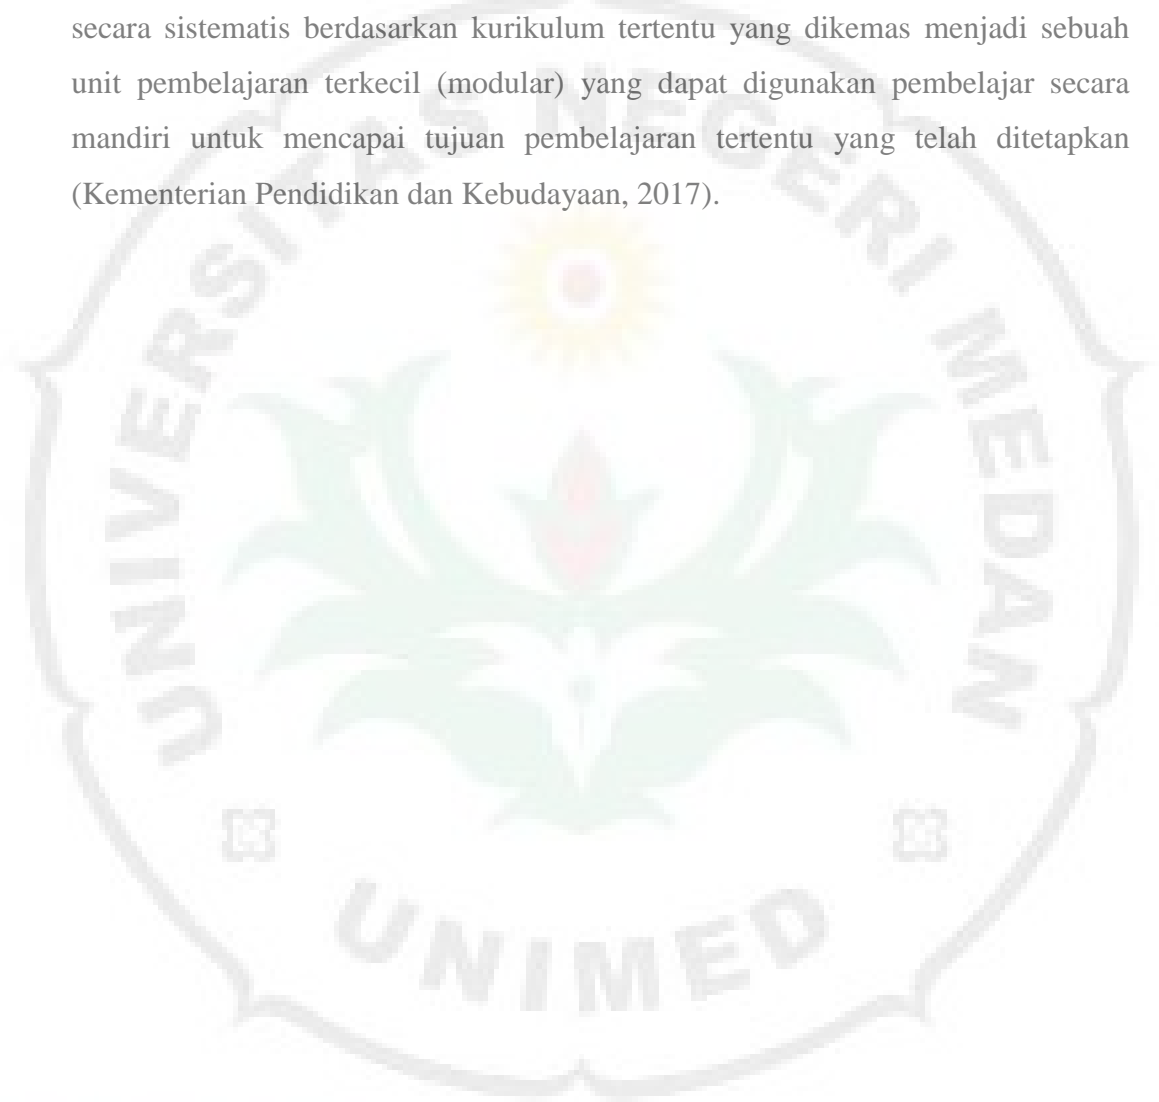 secara sistematis berdasarkan kurikulum tertentu yang dikemas menjadi sebuah
unit pembelajaran terkecil (modular) yang dapat digunakan pembelajar secara
mandiri untuk mencapai tujuan pembelajaran tertentu yang telah ditetapkan
(Kementerian Pendidikan dan Kebudayaan, 2017).
UNIVERSITAS NEGERI MEDAN
UNIMED